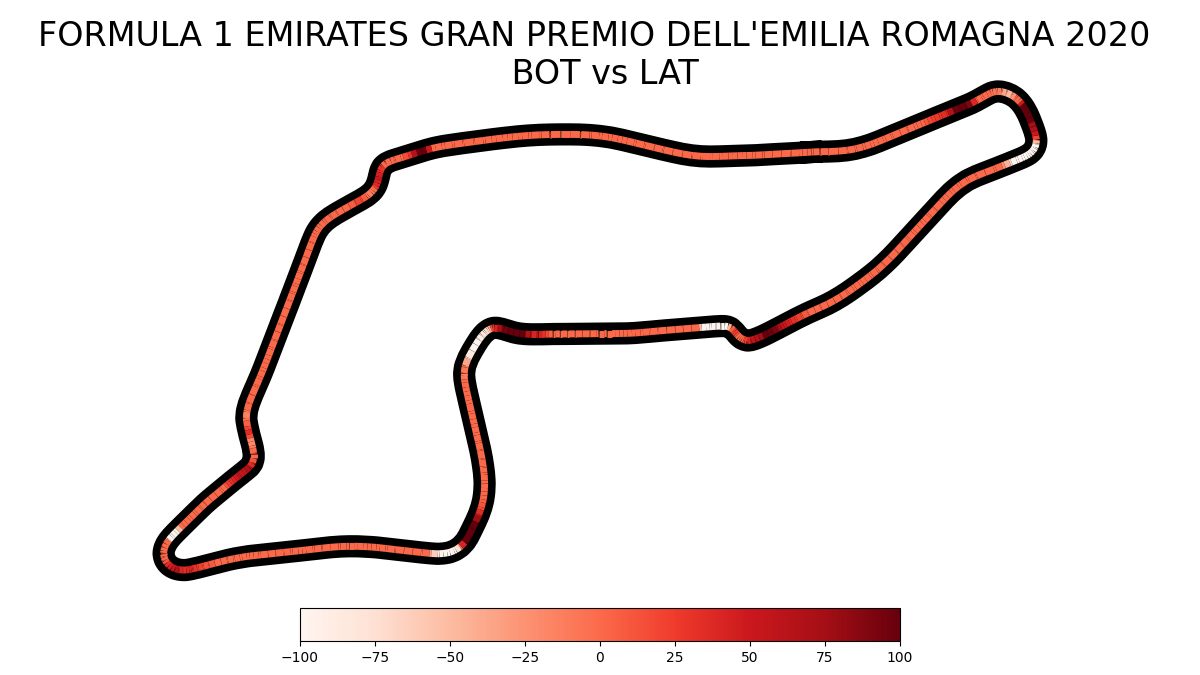 FORMULA 1 EMIRATES GRAN PREMIO DELL'EMILIA ROMAGNA 2020
BOT vs LAT
−100 −75 −50 −25 0 25 50 75 100